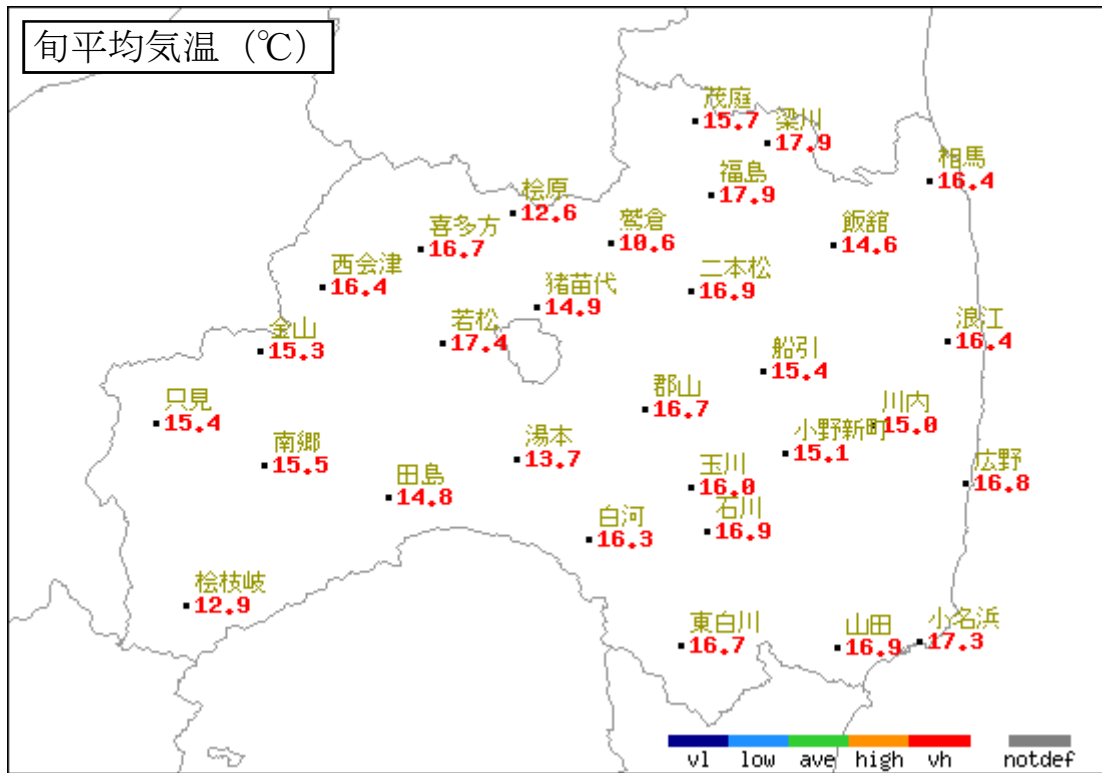 旬平均気温（℃）
茂庭
15.7
梁川
17.9
相馬
16.4
福島
17.9
桧原
12.6
鷲倉
10.6
喜多方
16.7
飯舘
14.6
西会津
16.4
猪苗代
14.9
二本松
16.9
若松
17.4
金山
15.3
浪江
16.4
船引
15.4
郡山
16.7
只見
15.4
川内
15.0
小野新町
15.1
南郷
15.5
湯本
13.7
田島
14.8
玉川
16.0
広野
16.8
石川
16.9
白河
16.3
桧枝岐
12.9
東白川
16.7
山田
16.9
小名浜
17.3
vl low ave high vh notdef